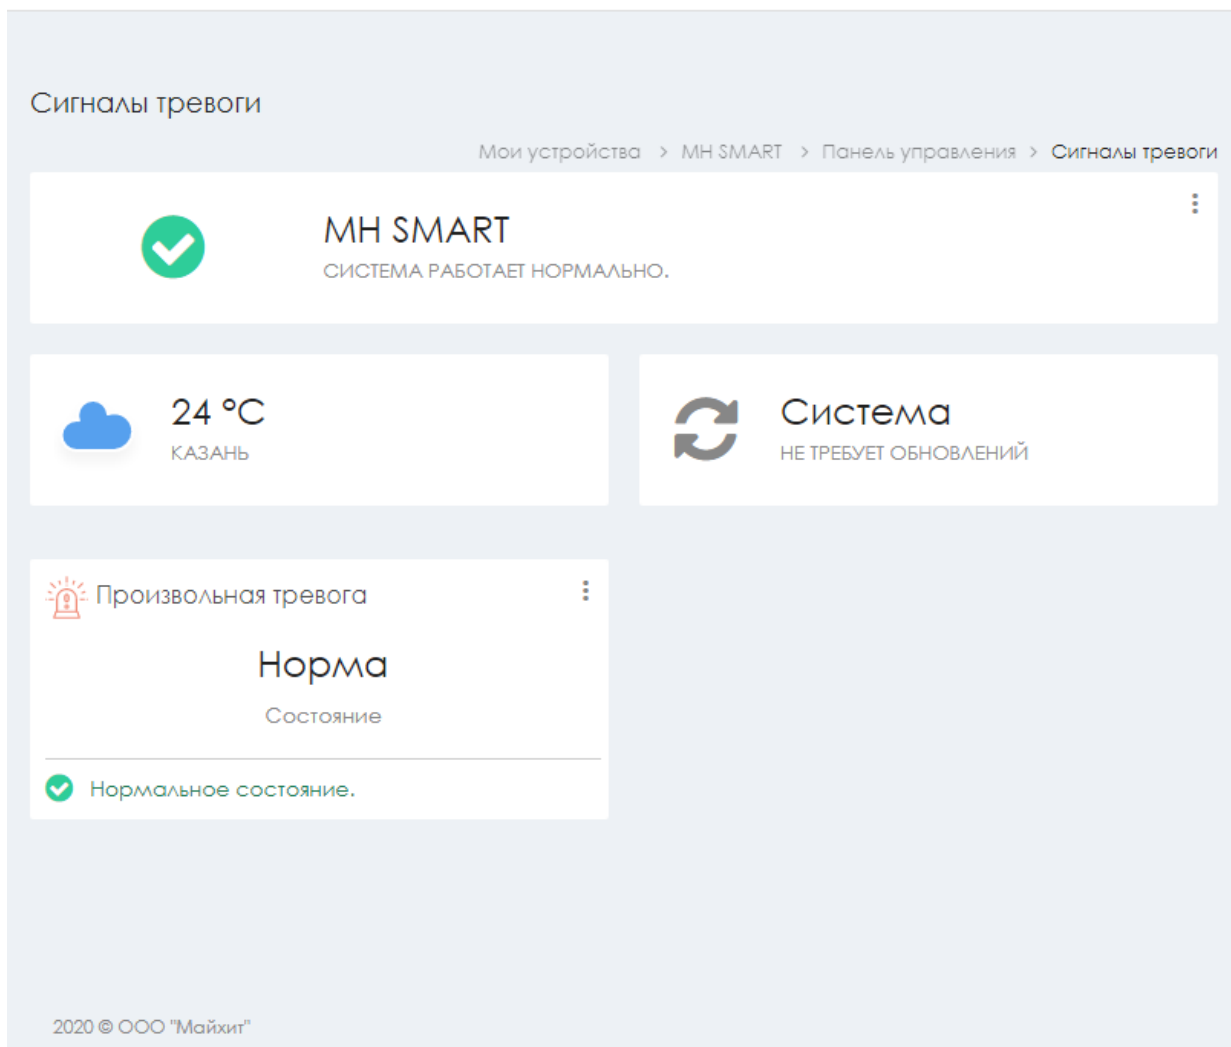 Сигналы тревоги
Мои устройства > MH SMART > Панель управления > Сигналы тревоги
MH SMART
СИСТЕМА РАБОТАЕТ НОРМАЛЬНО.
24 °C
КАЗАНЬ
Система
НЕ ТРЕБУЕТ ОБНОВЛЕНИЙ
Произвольная тревога
Норма
Состояние
Нормальное состояние.
2020 © ООО "Майхит"